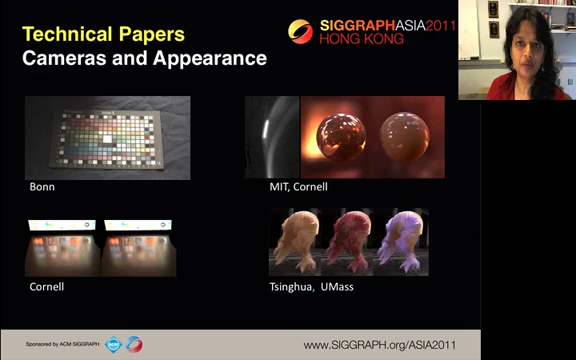 Technical Papers
Cameras and Appearance
SIGGRAPHASIA2011
HONG KONG
Bonn
MIT, Cornell
Cornell
Tsinghua, UMass
Sponsored by ACM SIGGRAPH
www.SIGGRAPH.org/ASIA2011